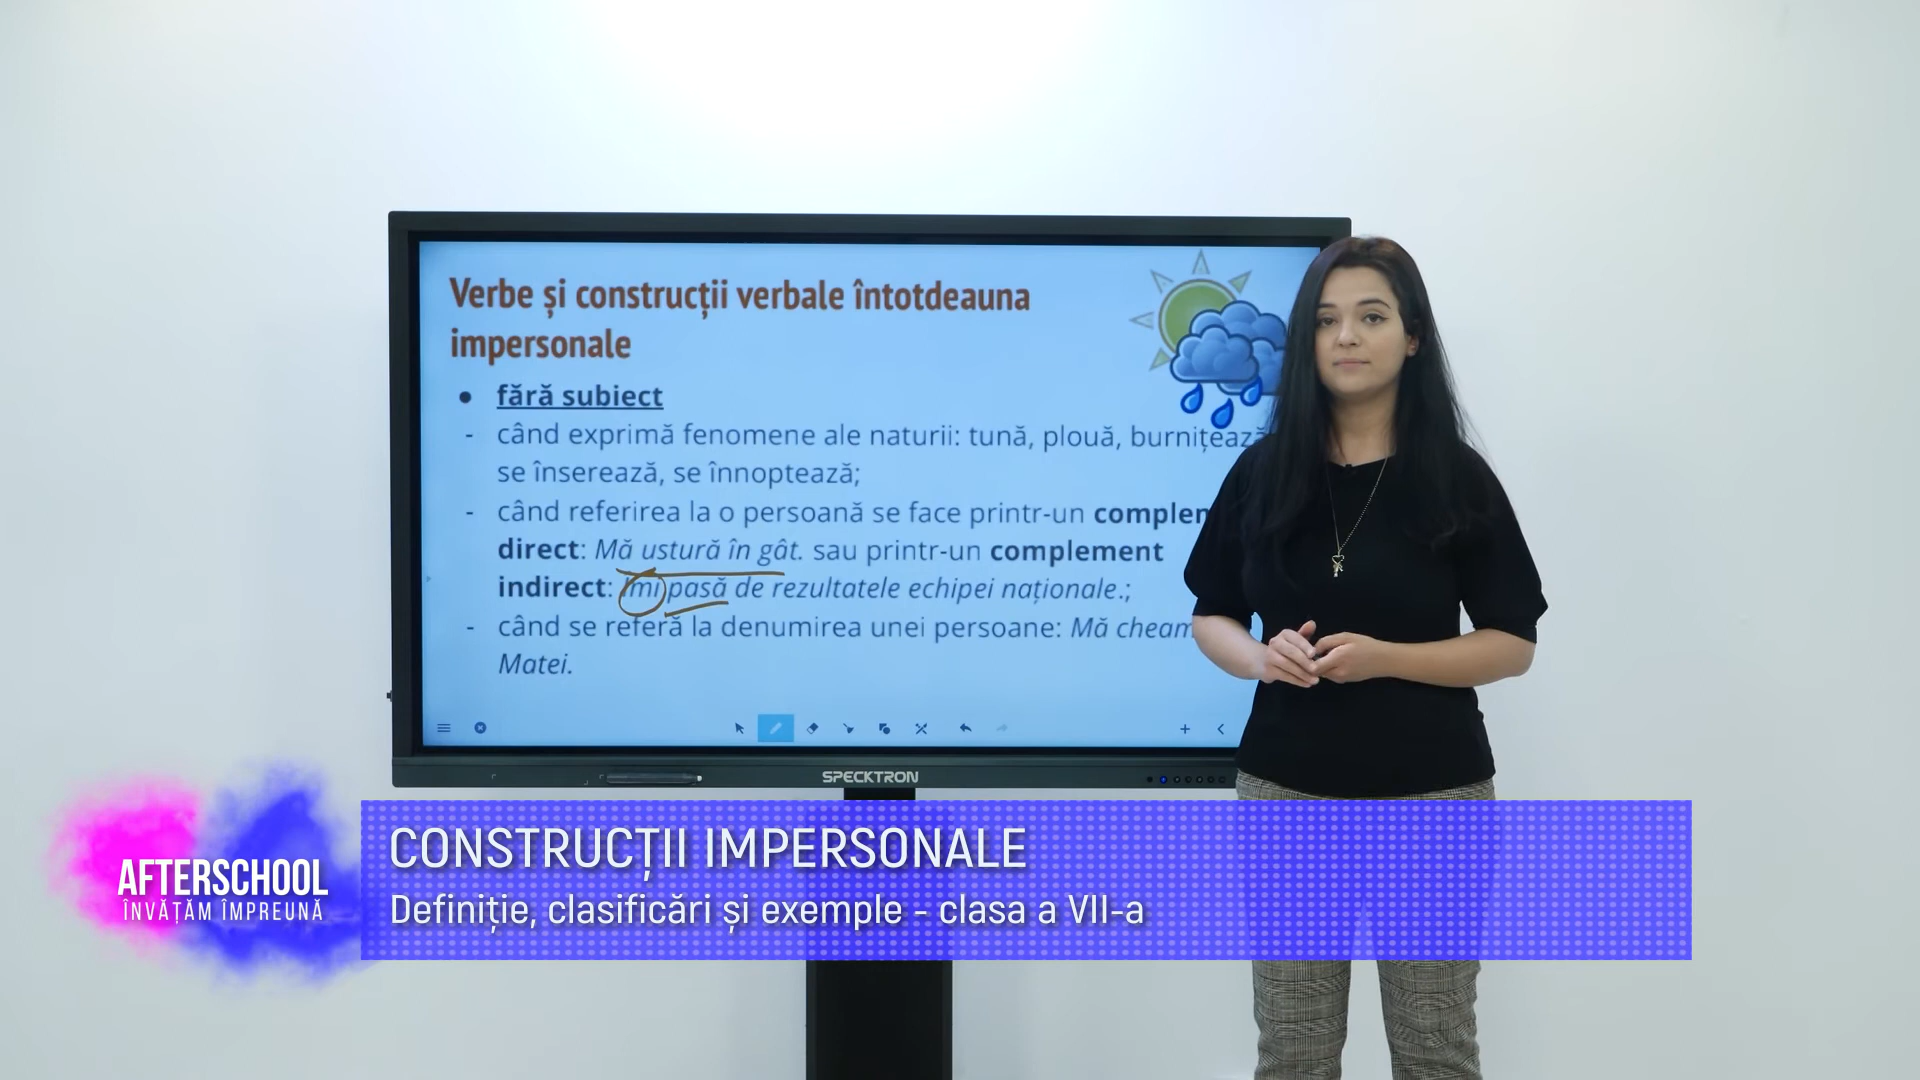 Verbe și construcții verbale întotdeauna
impersonale
● fără subiect
- când exprimă fenomene ale naturii: tună, plouă, burnițează
se înserează, se înnoptează;
- când referirea la o persoană se face printr-un
direct: Mă ustură în gât. sau printr-un complement
indirect: Îmi pasă de rezultatele echipei naționale.;
- când se referă la denumirea unei persoane: Mă
Matei.
SPECKTRON
CONSTRUCȚII IMPERSONALE
Definiție, clasificări și exemple - clasa a VII-a
AFTERSCHOOL
ÎNVĂȚĂM ÎMPREUNĂ